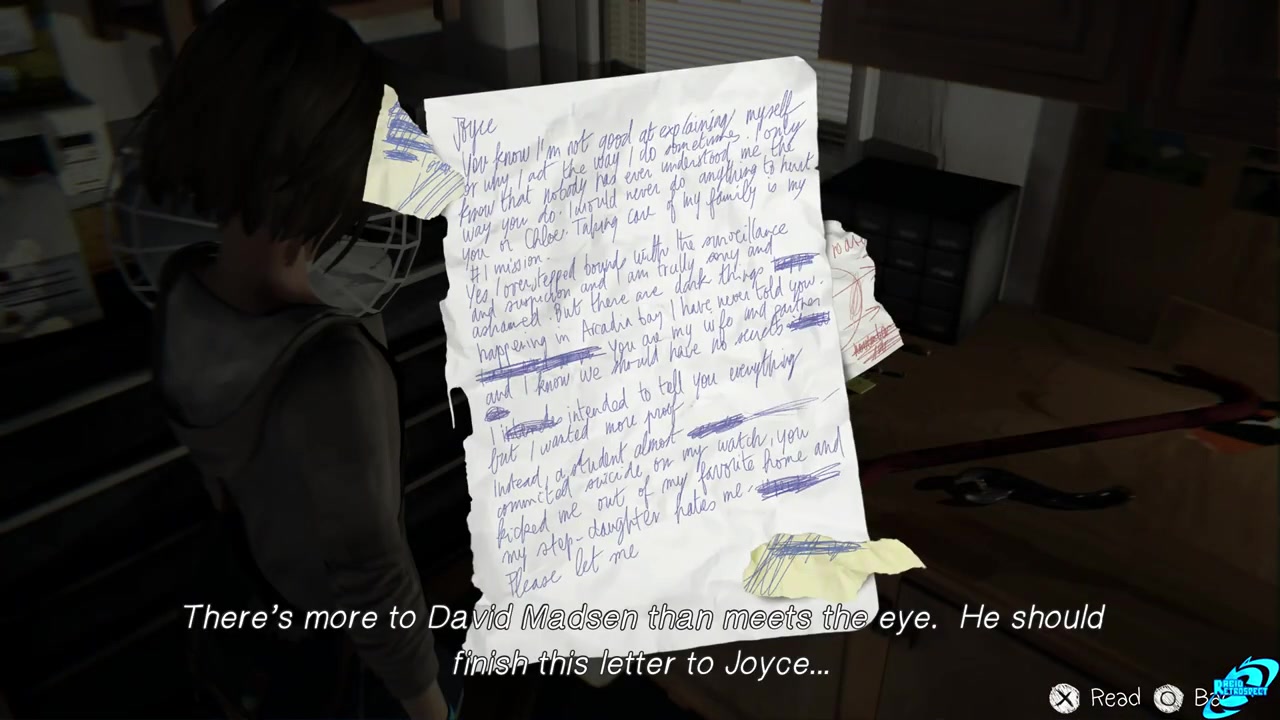 Joyce
You know I'm not good at explaining myself
or why I act the way I do sometime. I only
know that nobody has ever understood me the
way you do. I would never do anything to hurt
you or Chloe. Taking care of my family is my
#1 mission.
Yes I overstepped bounds with the surveillance
and suspicion and I am trully sorry and
ashamed. But there are dark things
happening in Arcadia bay I have never told you.
You are my wife and partner
and I know we should have no secrets
I intended to tell you everything
but I wanted more proof.
Instead, a student almost
committed suicide on my watch, you
kicked me out of my favorite home and
my step-daughter hates me.
Please let me
There's more to David Madsen than meets the eye. He should
finish this letter to Joyce...
Read
RETROSPECT